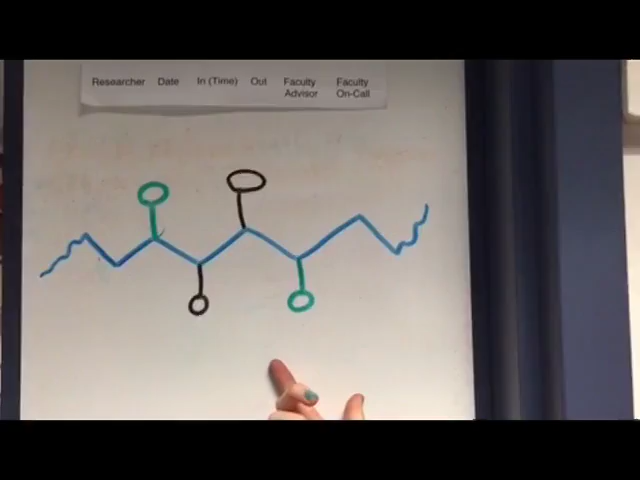 Researcher Date In (Time) Out Faculty Faculty
Advisor On-Call